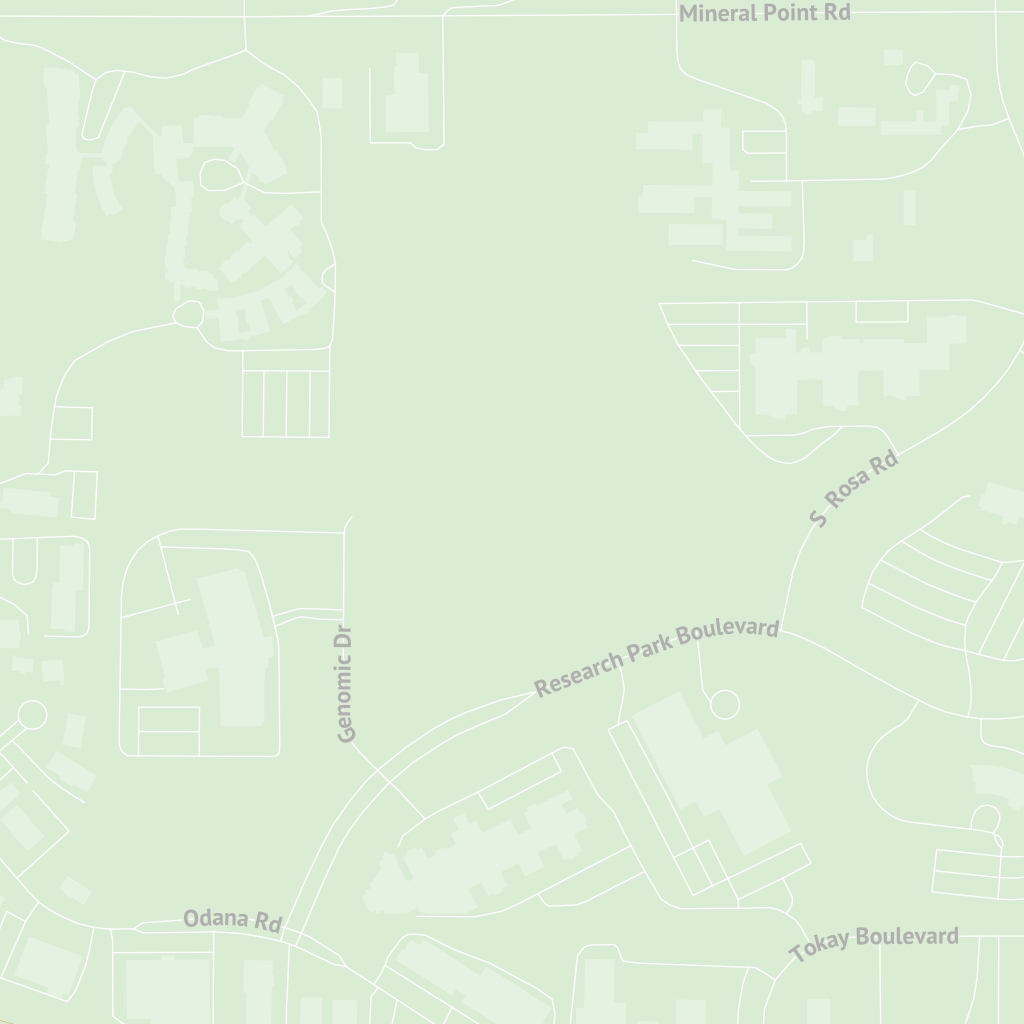 Mineral Point Rd
S Rosa Rd
Research Park Boulevard
Genomic Dr
Odana Rd
Tokay Boulevard